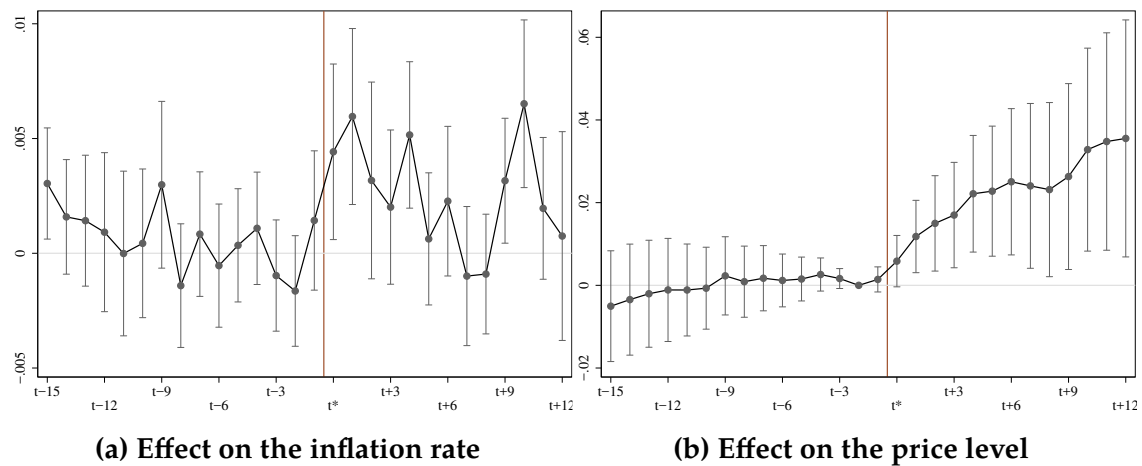 .01
.005
0
−.005
t−15 t−9 t−3 t+3 t+9
t−12 t−6 t* t+6 t+12
(a) Effect on the inflation rate
.06
.04
.02
0
−.02
t−15 t−9 t−3 t+3 t+9
t−12 t−6 t* t+6 t+12
(b) Effect on the price level